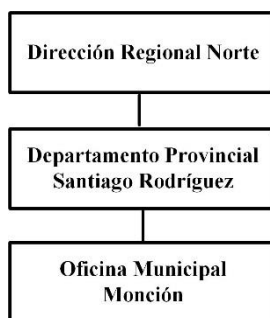 Dirección Regional Norte
Departamento Provincial
Santiago Rodríguez
Oficina Municipal
Monción